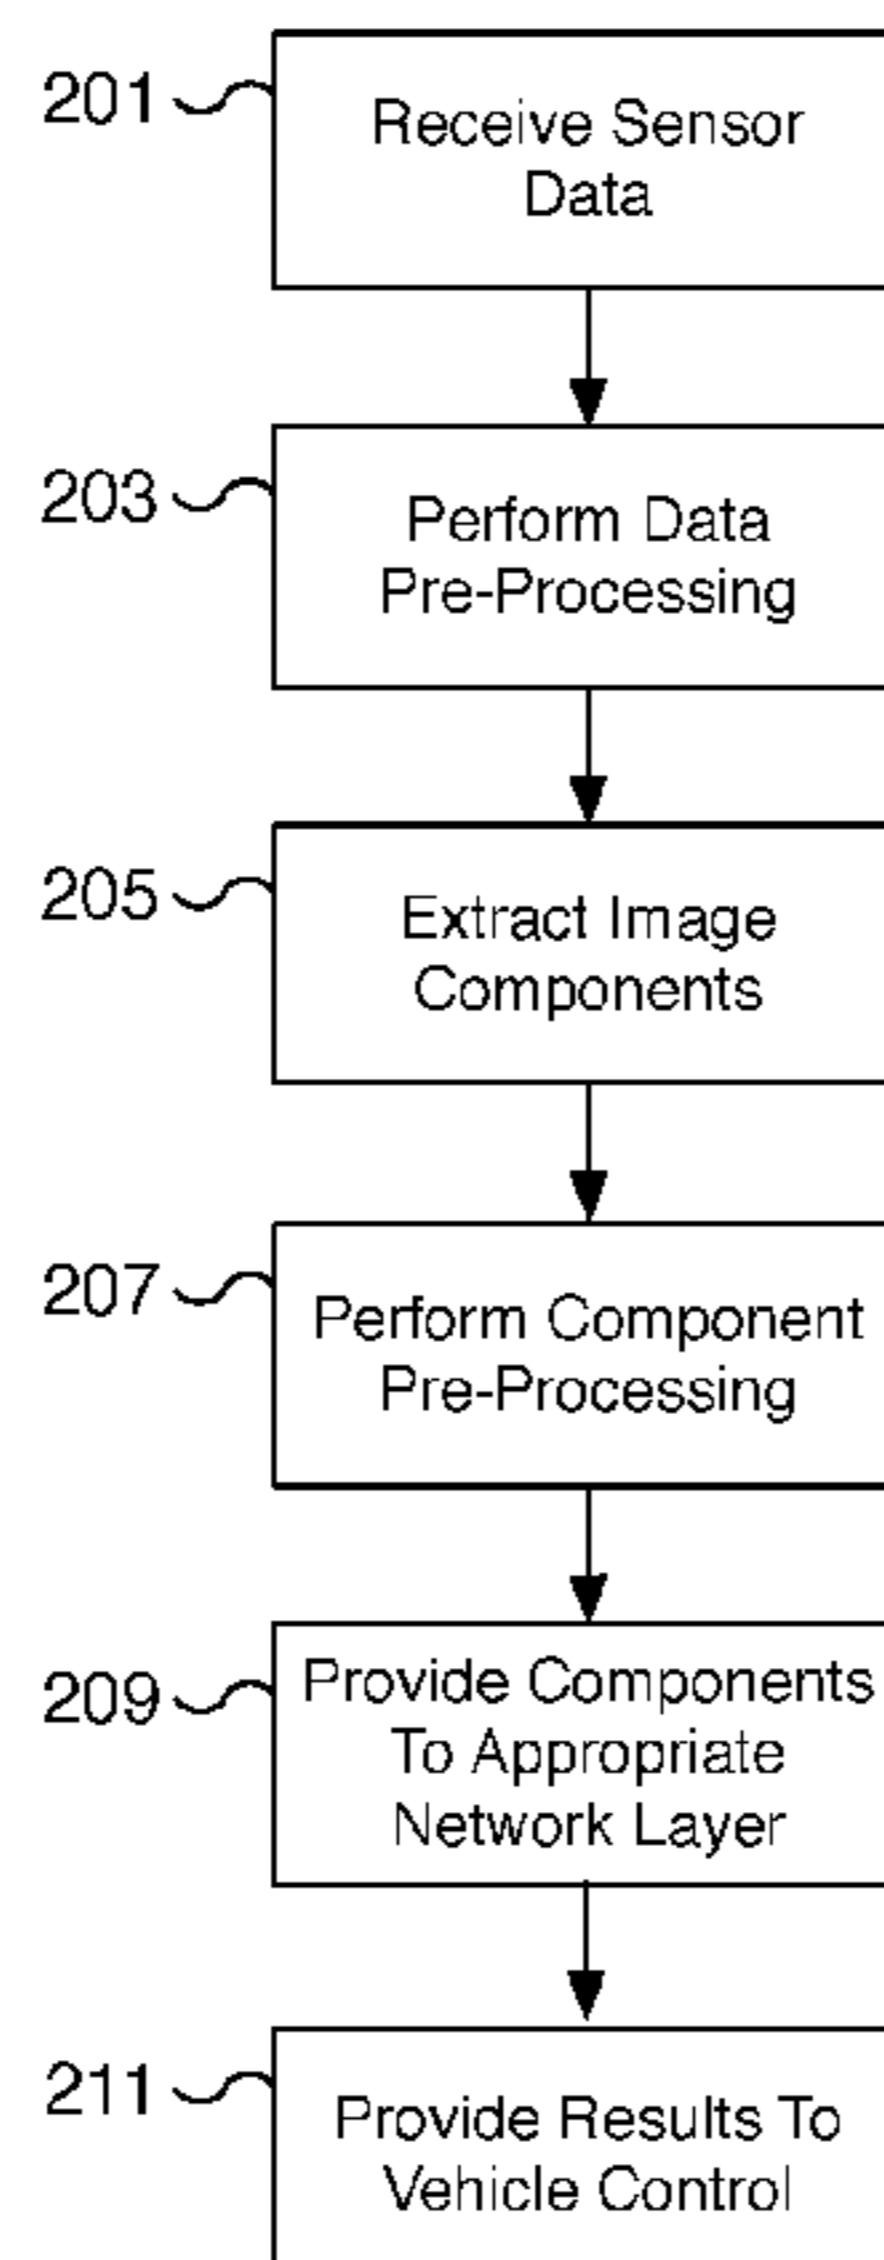 201
Receive Sensor
Data
203
Perform Data
Pre-Processing
205
Extract Image
Components
207
Perform Component
Pre-Processing
209
Provide Components
To Appropriate
Network Layer
211
Provide Results To
Vehicle Control